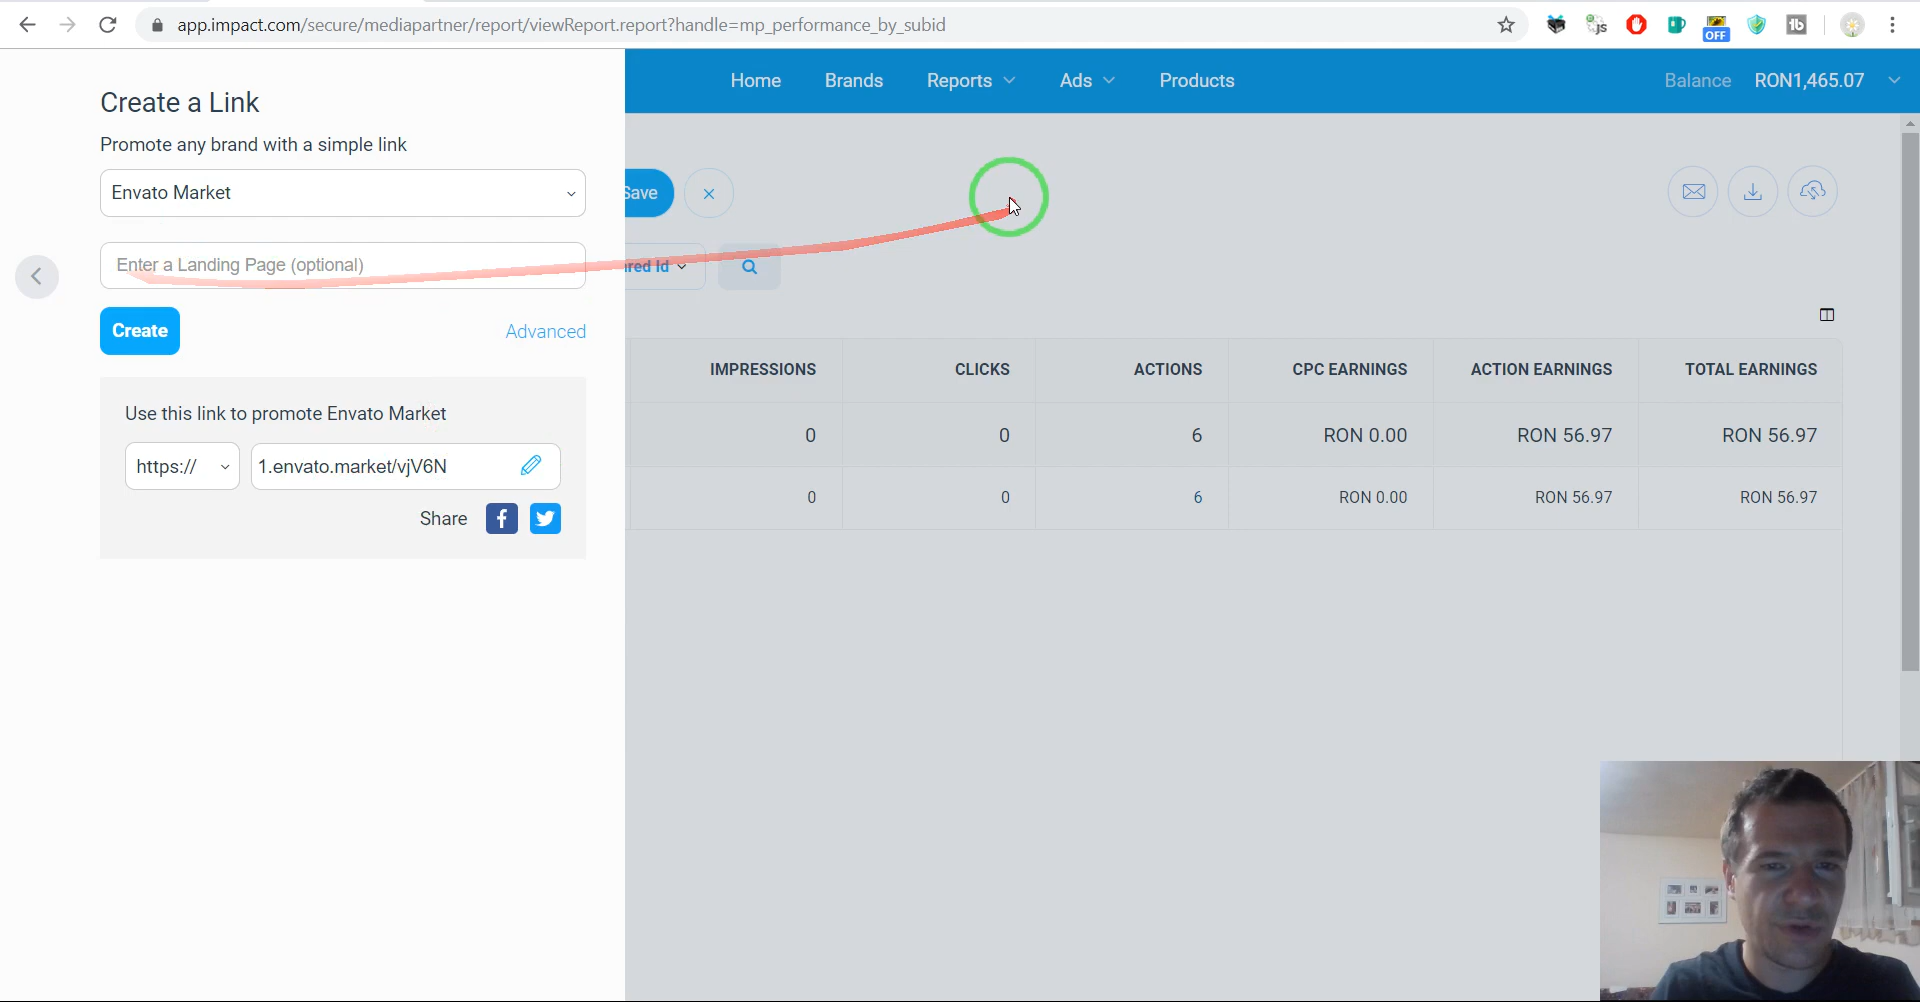 app.impact.com/secure/mediapartner/report/viewReport.report?handle=mp_performance_by_subid
JS
OFF
tb
Create a Link
Promote any brand with a simple link
Envato Market
Enter a Landing Page (optional)
Create
Advanced
Use this link to promote Envato Market
https://
1.envato.market/vjV6N
Share
Home
Brands
Reports
Ads
Products
Balance
RON1,465.07
Save
red Id
IMPRESSIONS
CLICKS
ACTIONS
CPC EARNINGS
ACTION EARNINGS
TOTAL EARNINGS
0
0
6
RON 0.00
RON 56.97
RON 56.97
0
0
6
RON 0.00
RON 56.97
RON 56.97